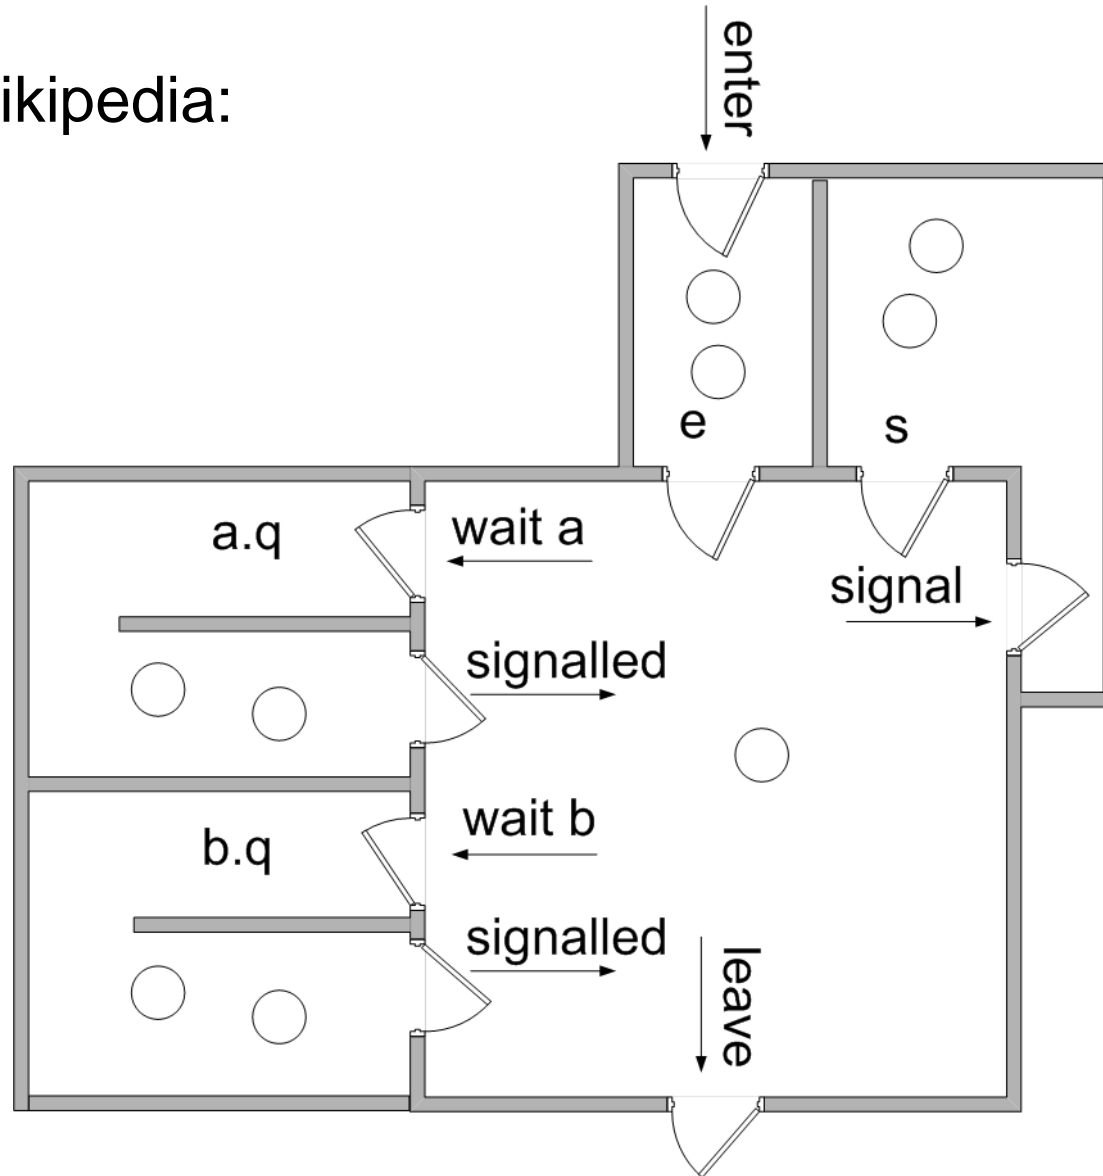 ikipedia:
enter
e
s
a.q
wait a
signal
signalled
b.q
wait b
signalled
leave